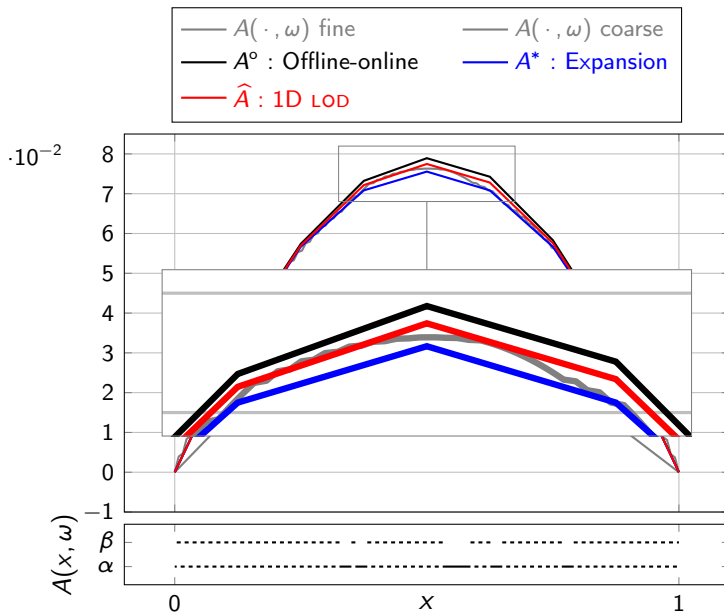 A( · , ω) fine A( · , ω) coarse
A° : Offline-online A* : Expansion
Â : 1D LOD
·10⁻²
8
7
6
5
4
3
2
1
0
−1
A(x, ω)
β
α
0 x 1